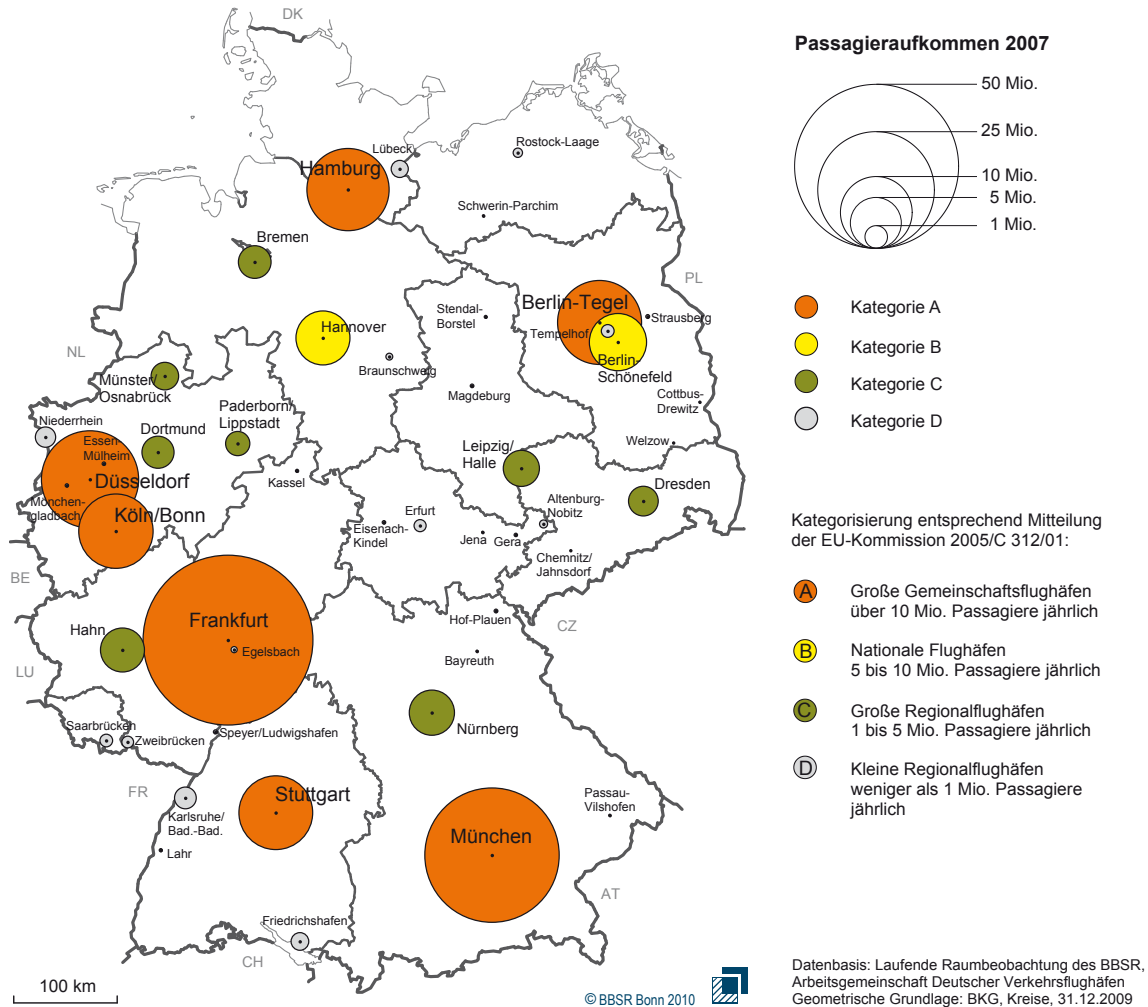 DK
Passagieraufkommen 2007
50 Mio.
25 Mio.
10 Mio.
5 Mio.
1 Mio.
Lübeck
Rostock-Laage
Hamburg
Schwerin-Parchim
Bremen
PL
Berlin-Tegel
Stendal-
Borstel
Strausberg
Tempelhof
Hannover
Berlin-
Schönefeld
Braunschweig
NL
Münster/
Osnabrück
Magdeburg
Cottbus-
Drewitz
Paderborn/
Lippstadt
Niederrhein
Dortmund
Essen-
Mülheim
Welzow
Leipzig/
Halle
Düsseldorf
Kassel
Dresden
Mönchen-
gladbach
Köln/Bonn
Altenburg-
Nobitz
Erfurt
Eisenach-
Kindel
Jena
Gera
Chemnitz/
Jahnsdorf
BE
Frankfurt
Hof-Plauen
CZ
Hahn
Egelsbach
Bayreuth
LU
Saarbrücken
Zweibrücken
Speyer/Ludwigshafen
Nürnberg
FR
Stuttgart
Passau-
Vilshofen
Karlsruhe/
Bad.-Bad.
München
Lahr
AT
Friedrichshafen
CH
100 km
© BBSR Bonn 2010
Kategorie A
Kategorie B
Kategorie C
Kategorie D
Kategorisierung entsprechend Mitteilung
der EU-Kommission 2005/C 312/01:
A Große Gemeinschaftsflughäfen
über 10 Mio. Passagiere jährlich
B Nationale Flughäfen
5 bis 10 Mio. Passagiere jährlich
C Große Regionalflughäfen
1 bis 5 Mio. Passagiere jährlich
D Kleine Regionalflughäfen
weniger als 1 Mio. Passagiere
jährlich
Datenbasis: Laufende Raumbeobachtung des BBSR,
Arbeitsgemeinschaft Deutscher Verkehrsflughäfen
Geometrische Grundlage: BKG, Kreise, 31.12.2009